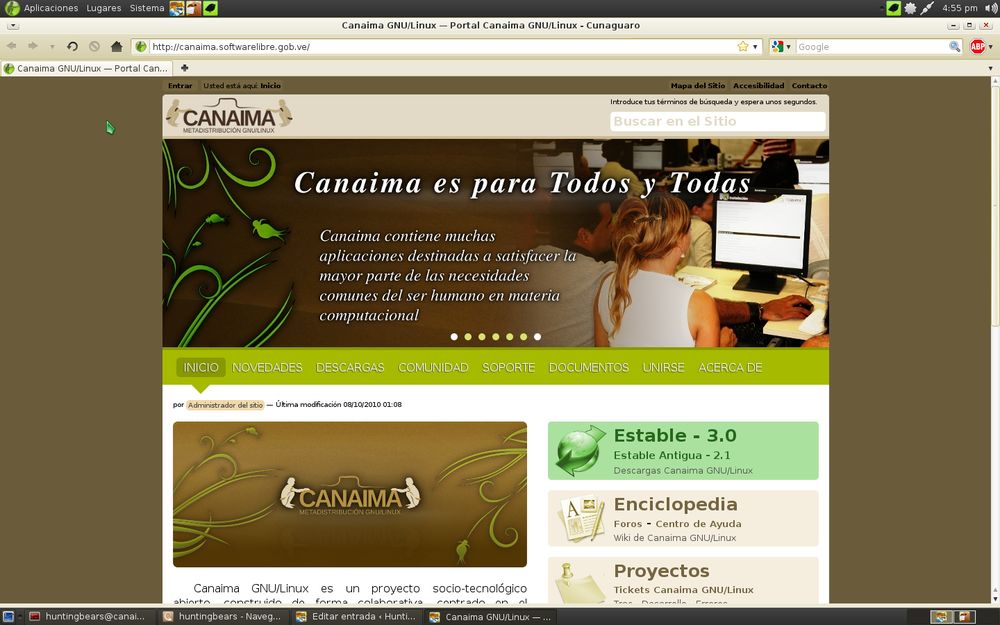 Aplicaciones Lugares Sistema 4:55 pm
Canaima GNU/Linux — Portal Canaima GNU/Linux - Cunaguaro
http://canaima.softwarelibre.gob.ve/ Google ABP
Canaima GNU/Linux — Portal Can...
Entrar Usted está aquí: Inicio Mapa del Sitio Accesibilidad Contacto
Introduce tus términos de búsqueda y espera unos segundos.
CANAIMA
METADISTRIBUCIÓN GNU/LINUX
Buscar en el Sitio
Canaima es para Todos y Todas
Canaima contiene muchas
aplicaciones destinadas a satisfacer la
mayor parte de las necesidades
comunes del ser humano en materia
computacional
INICIO NOVEDADES DESCARGAS COMUNIDAD SOPORTE DOCUMENTOS UNIRSE ACERCA DE
por Administrador del sitio — Última modificación 08/10/2010 01:08
CANAIMA
METADISTRIBUCIÓN GNU/LINUX
Estable - 3.0
Estable Antigua - 2.1
Descargas Canaima GNU/Linux
Enciclopedia
Foros - Centro de Ayuda
Wiki de Canaima GNU/Linux
Proyectos
Tickets Canaima GNU/Linux
Canaima GNU/Linux es un proyecto socio-tecnológico
abierto, construido de forma colaborativa, centrado en el
huntingbears@canai... huntingbears - Naveg... Editar entrada ‹ Hunti... Canaima GNU/Linux — ...